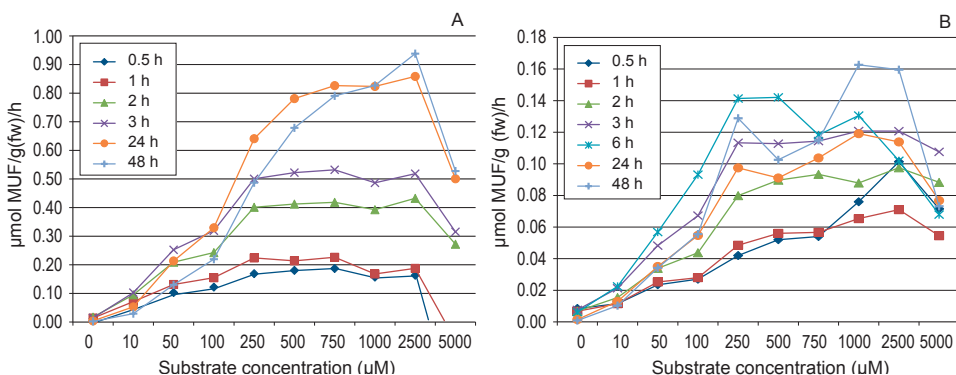 A
µmol MUF/g(fw)/h
1.00
0.90
0.80
0.70
0.60
0.50
0.40
0.30
0.20
0.10
0.00
0.5 h
1 h
2 h
3 h
24 h
48 h
0 10 50 100 250 500 750 1000 2500 5000
Substrate concentration (µM)
B
µmol MUF/g (fw)/h
0.18
0.16
0.14
0.12
0.10
0.08
0.06
0.04
0.02
0.00
0.5 h
1 h
2 h
3 h
6 h
24 h
48 h
0 10 50 100 250 500 750 1000 2500 5000
Substrate concentration (µM)